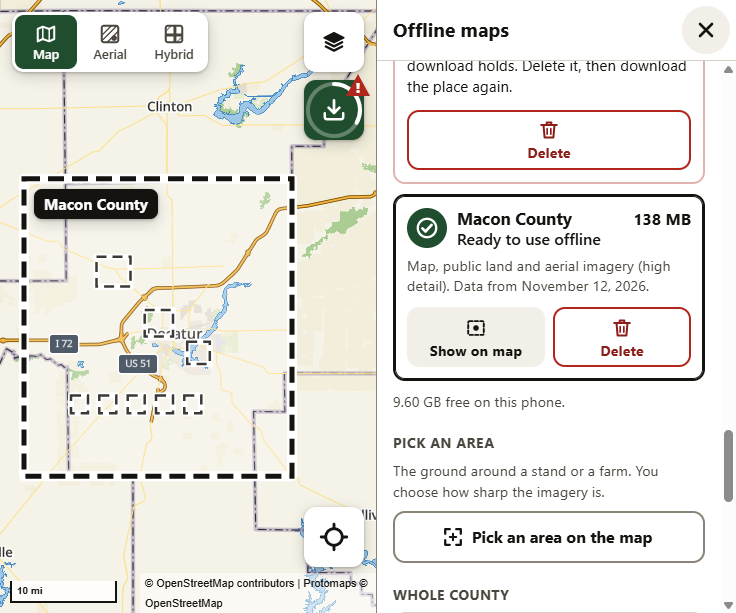 Map
Aerial
Hybrid
Clinton
Macon County
Decatur
I 72
US 51
10 mi
© OpenStreetMap contributors | Protomaps ©
OpenStreetMap
Offline maps
download holds. Delete it, then download
the place again.
Delete
Macon County
138 MB
Ready to use offline
Map, public land and aerial imagery (high
detail). Data from November 12, 2026.
Show on map
Delete
9.60 GB free on this phone.
PICK AN AREA
The ground around a stand or a farm. You
choose how sharp the imagery is.
Pick an area on the map
WHOLE COUNTY